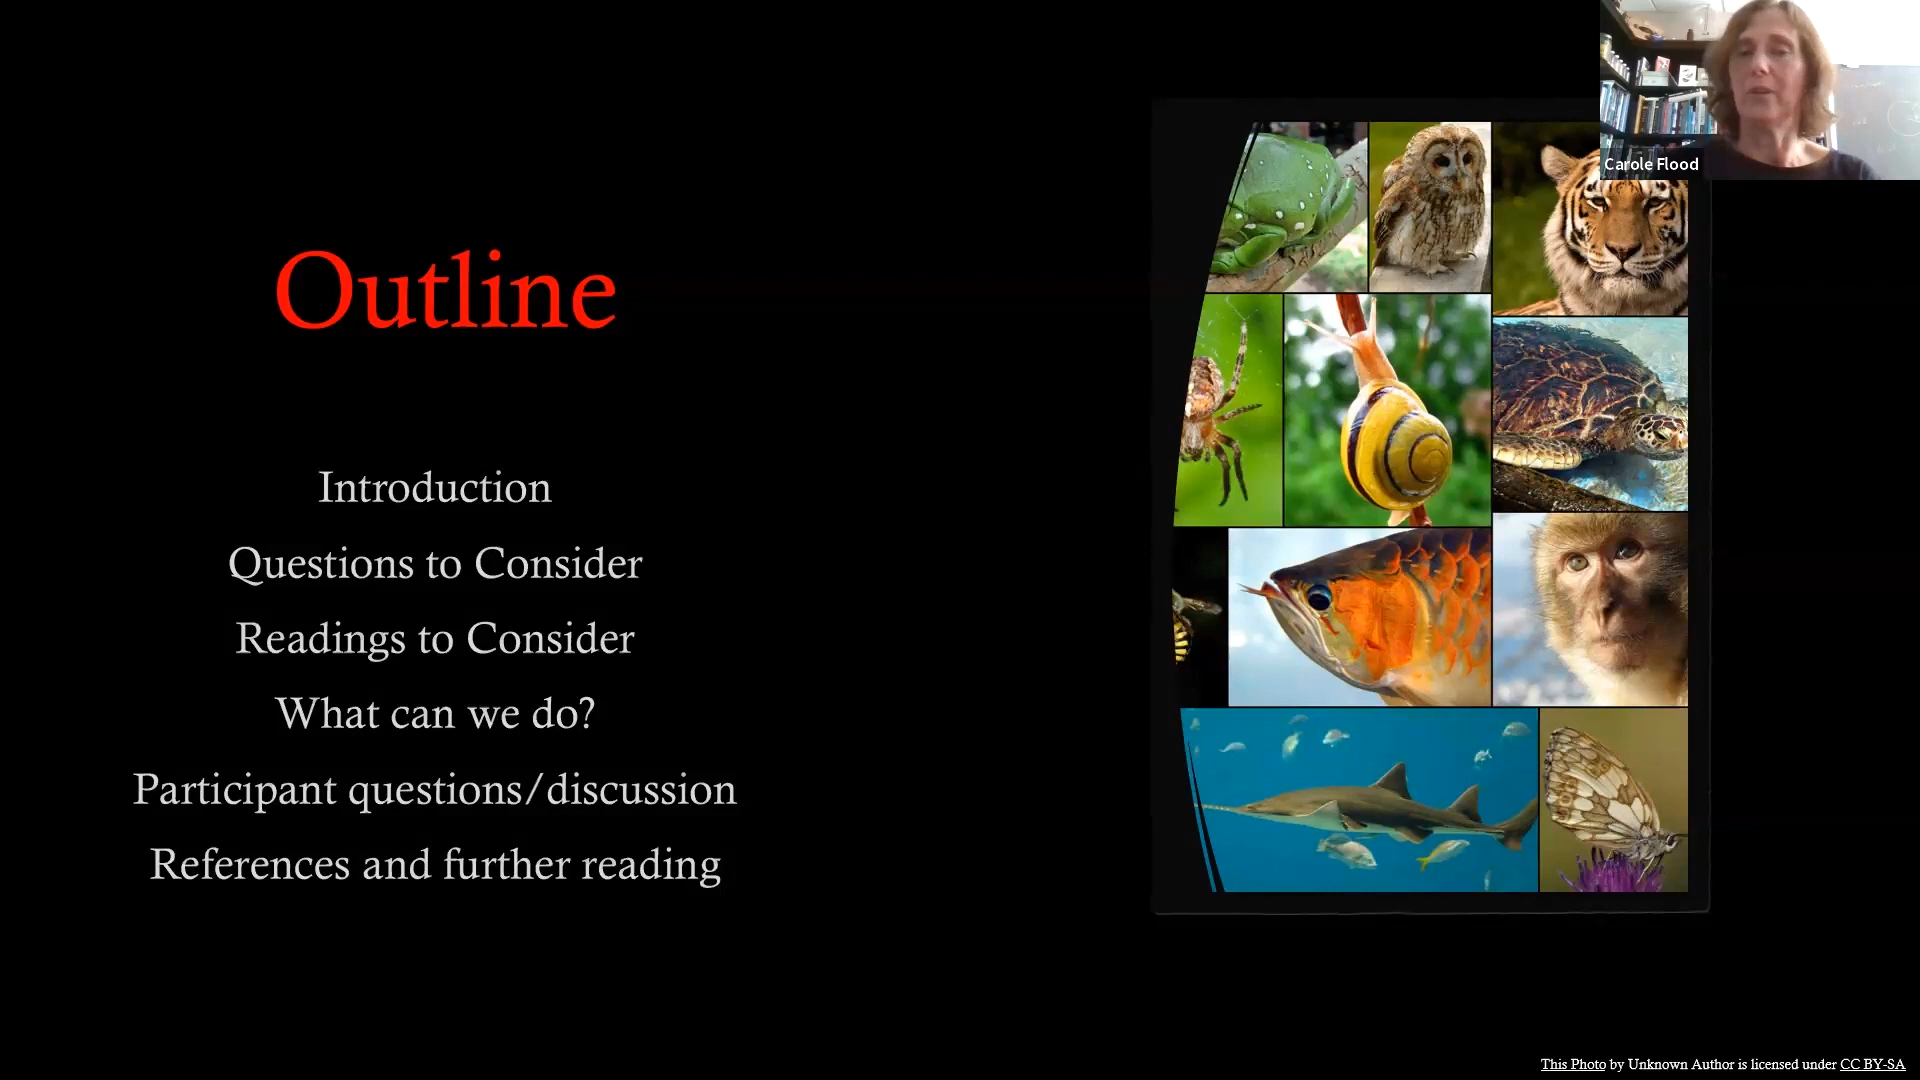 Carole Flood
Outline
Introduction
Questions to Consider
Readings to Consider
What can we do?
Participant questions/discussion
References and further reading
This Photo by Unknown Author is licensed under CC BY-SA